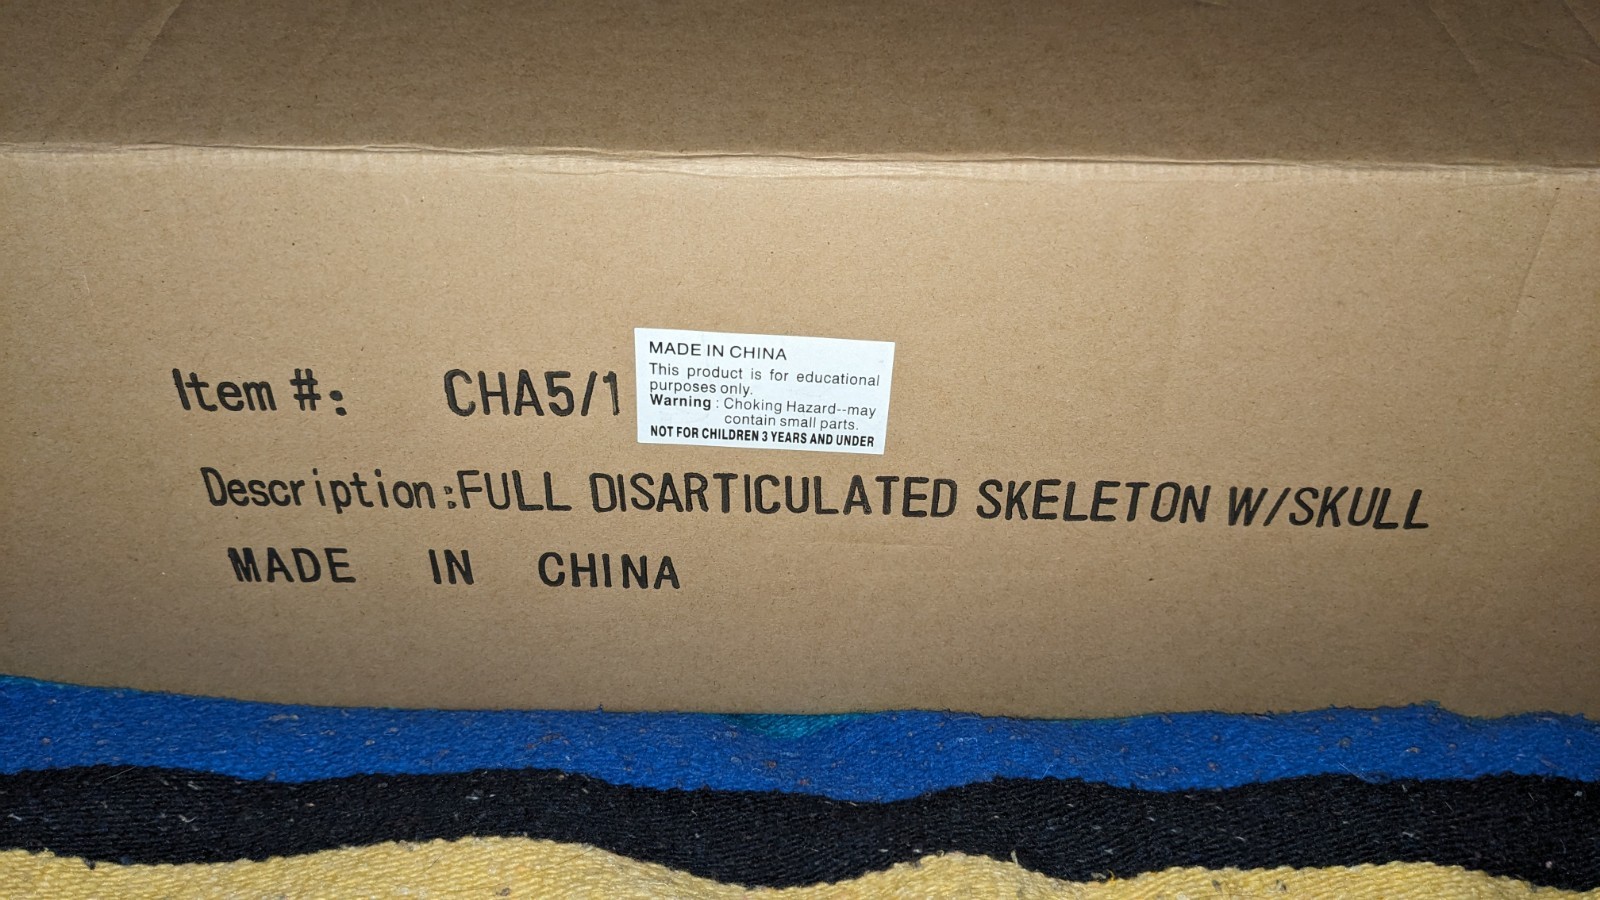 Item #: CHA5/1
MADE IN CHINA
This product is for educational
purposes only.
Warning : Choking Hazard--may
contain small parts.
NOT FOR CHILDREN 3 YEARS AND UNDER
Description:FULL DISARTICULATED SKELETON W/SKULL
MADE IN CHINA